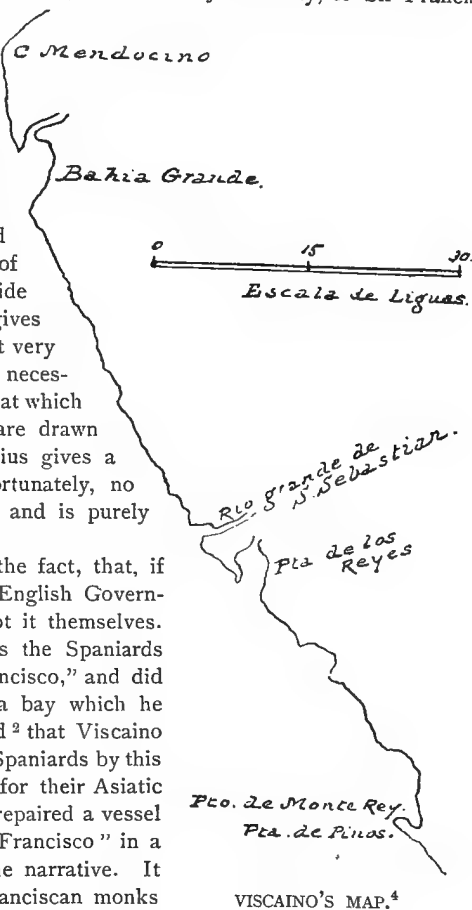 C Mendocino
Bahia Grande.
of
0 15 30.
ide
Escala de Liguas.
gives
t very
neces-
at which
are drawn
Rio grande de
S. Sebastian.
ius gives a
ortunately, no
Pta de los
Reyes
and is purely
the fact, that, if
English Govern-
ot it themselves.
s the Spaniards
ncisco," and did
a bay which he
d ² that Viscaino
Spaniards by this
for their Asiatic
Pto. de Monte Rey.
repaired a vessel
Pta. de Pinos.
Francisco" in a
e narrative. It
anciscan monks
VISCAINO'S MAP.⁴